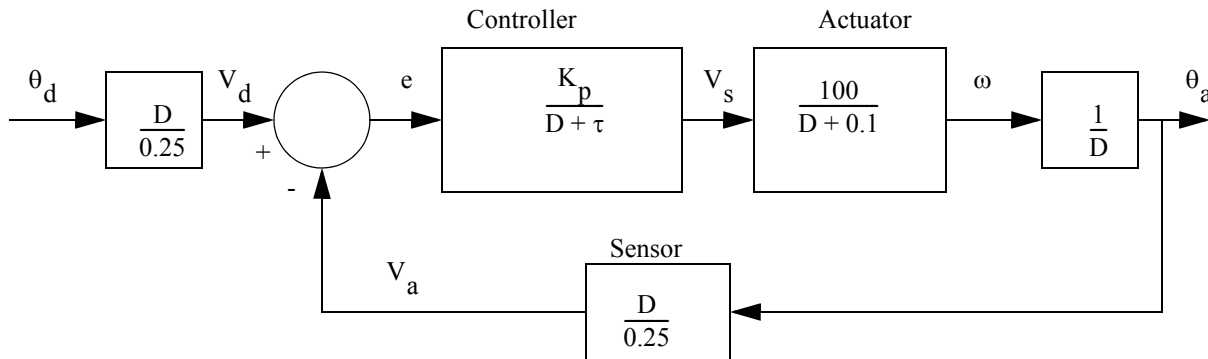 Controller
Actuator
θd
D
0.25
Vd
+
-
e
Kp
D + τ
Vs
100
D + 0.1
ω
1
D
θa
Sensor
Va
D
0.25